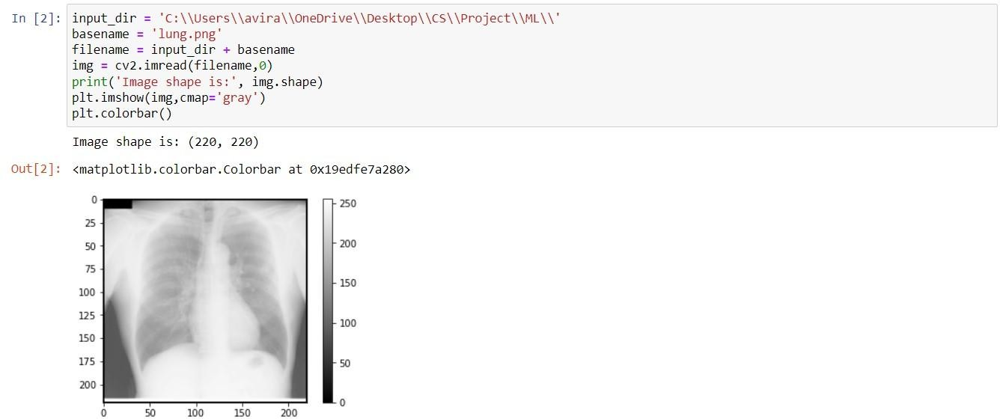 In [2]: input_dir = 'C:\\Users\\avira\\OneDrive\\Desktop\\CS\\Project\\ML\\'
basename = 'lung.png'
filename = input_dir + basename
img = cv2.imread(filename,0)
print('Image shape is:', img.shape)
plt.imshow(img,cmap='gray')
plt.colorbar()
Image shape is: (220, 220)
Out[2]: <matplotlib.colorbar.Colorbar at 0x19edfe7a280>
0
25
50
75
100
125
150
175
200
0 50 100 150 200
250
200
150
100
50
0